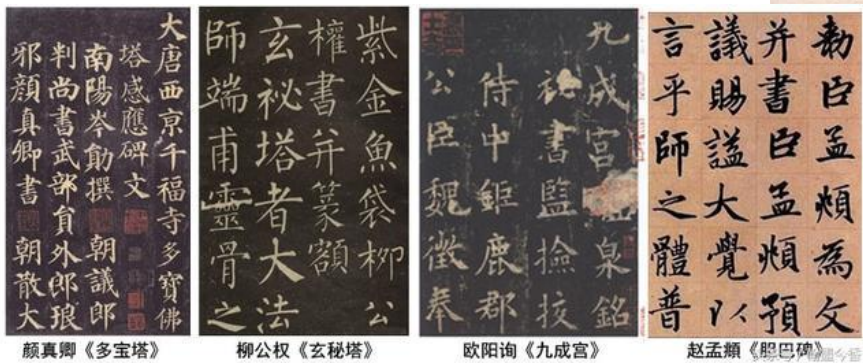 大唐西京千福寺多寶佛
塔感應碑文
南陽岑勛撰 朝議郎
判尚書武部員外郎琅
邪顏真卿書 朝散大
颜真卿《多宝塔》
紫金魚袋柳公
權書并篆額
玄祕塔者大法
師端甫靈骨之
柳公权《玄秘塔》
九成宮泉銘
祕書監撿挍
侍中鉅鹿郡
公臣魏徵奉
欧阳询《九成宫》
勅臣孟頫為文
并書臣孟頫預
議賜謚大覺以
言乎師之體普
赵孟頫《胆巴碑》